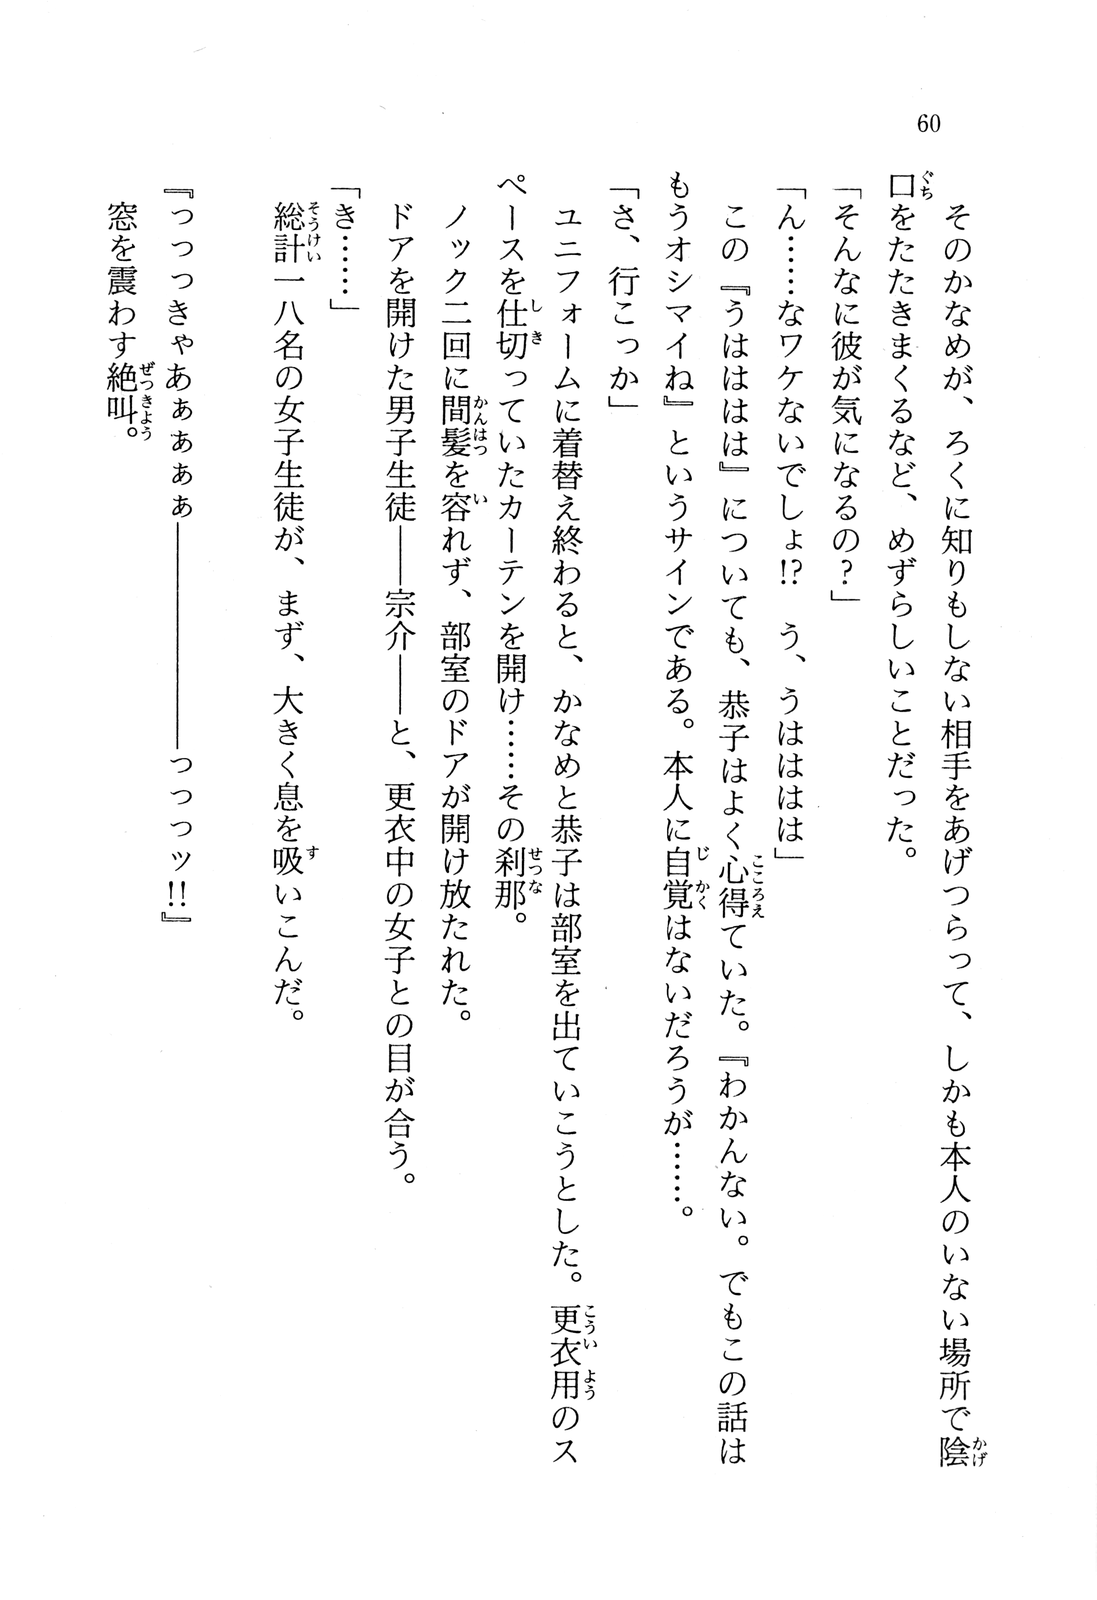 60
そのかなめが、ろくに知りもしない相手をあげつらって、しかも本人のいない場所で陰
口をたたきまくるなど、めずらしいことだった。
「そんなに彼が気になるの?」
「ん……なワケないでしょ!? う、うはははは」
この『うはははは』についても、恭子はよく心得ていた。『わかんない。でもこの話は
もうオシマイね』というサインである。本人に自覚はないだろうが……。
「さ、行こっか」
ユニフォームに着替え終わると、かなめと恭子は部室を出ていこうとした。更衣用のス
ペースを仕切っていたカーテンを開け……その刹那。
ノック二回に間髪を容れず、部室のドアが開け放たれた。
ドアを開けた男子生徒――宗介――と、更衣中の女子との目が合う。
「き……」
総計一八名の女子生徒が、まず、大きく息を吸いこんだ。
『っっっきゃあぁぁぁぁ――――――――っっっッ!!』
窓を震わす絶叫。